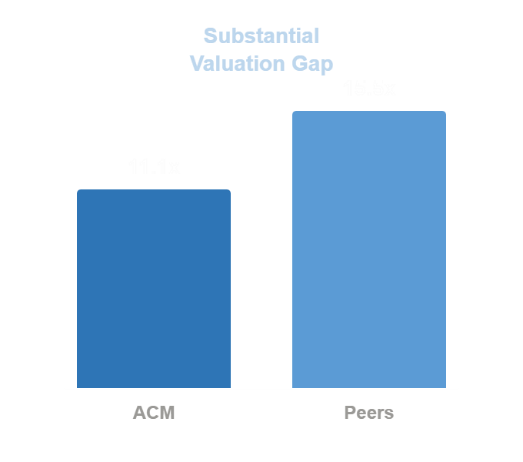 Substantial
Valuation Gap
ACM
Peers